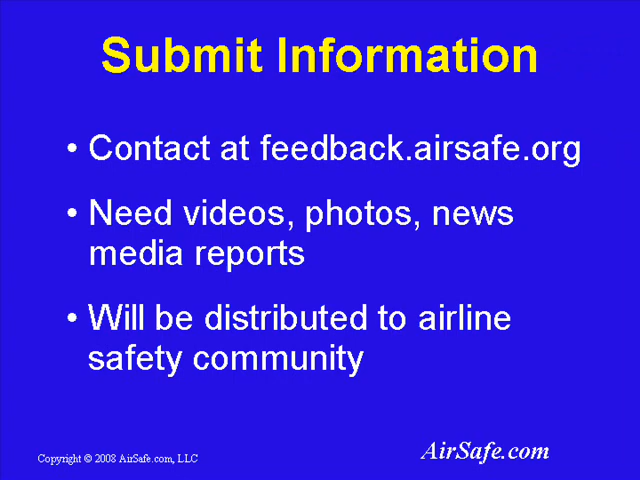 Submit Information
• Contact at feedback.airsafe.org
• Need videos, photos, news
media reports
• Will be distributed to airline
safety community
Copyright © 2008 AirSafe.com, LLC
AirSafe.com